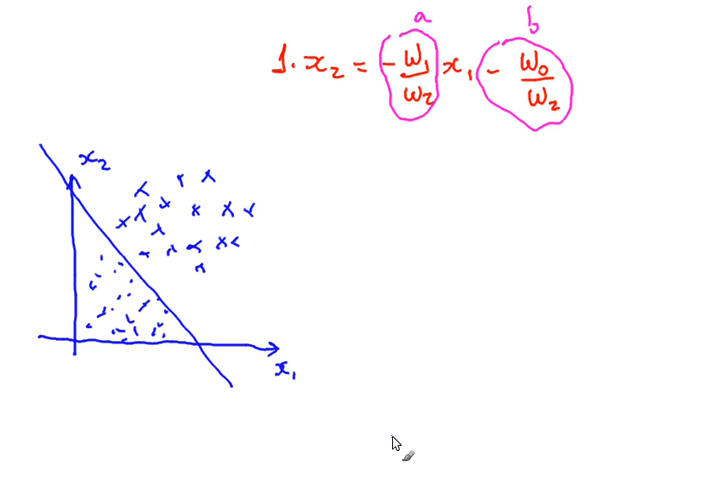 a b
1. x₂ = -w₁/w₂ x₁ - w₀/w₂
x₂
x₁